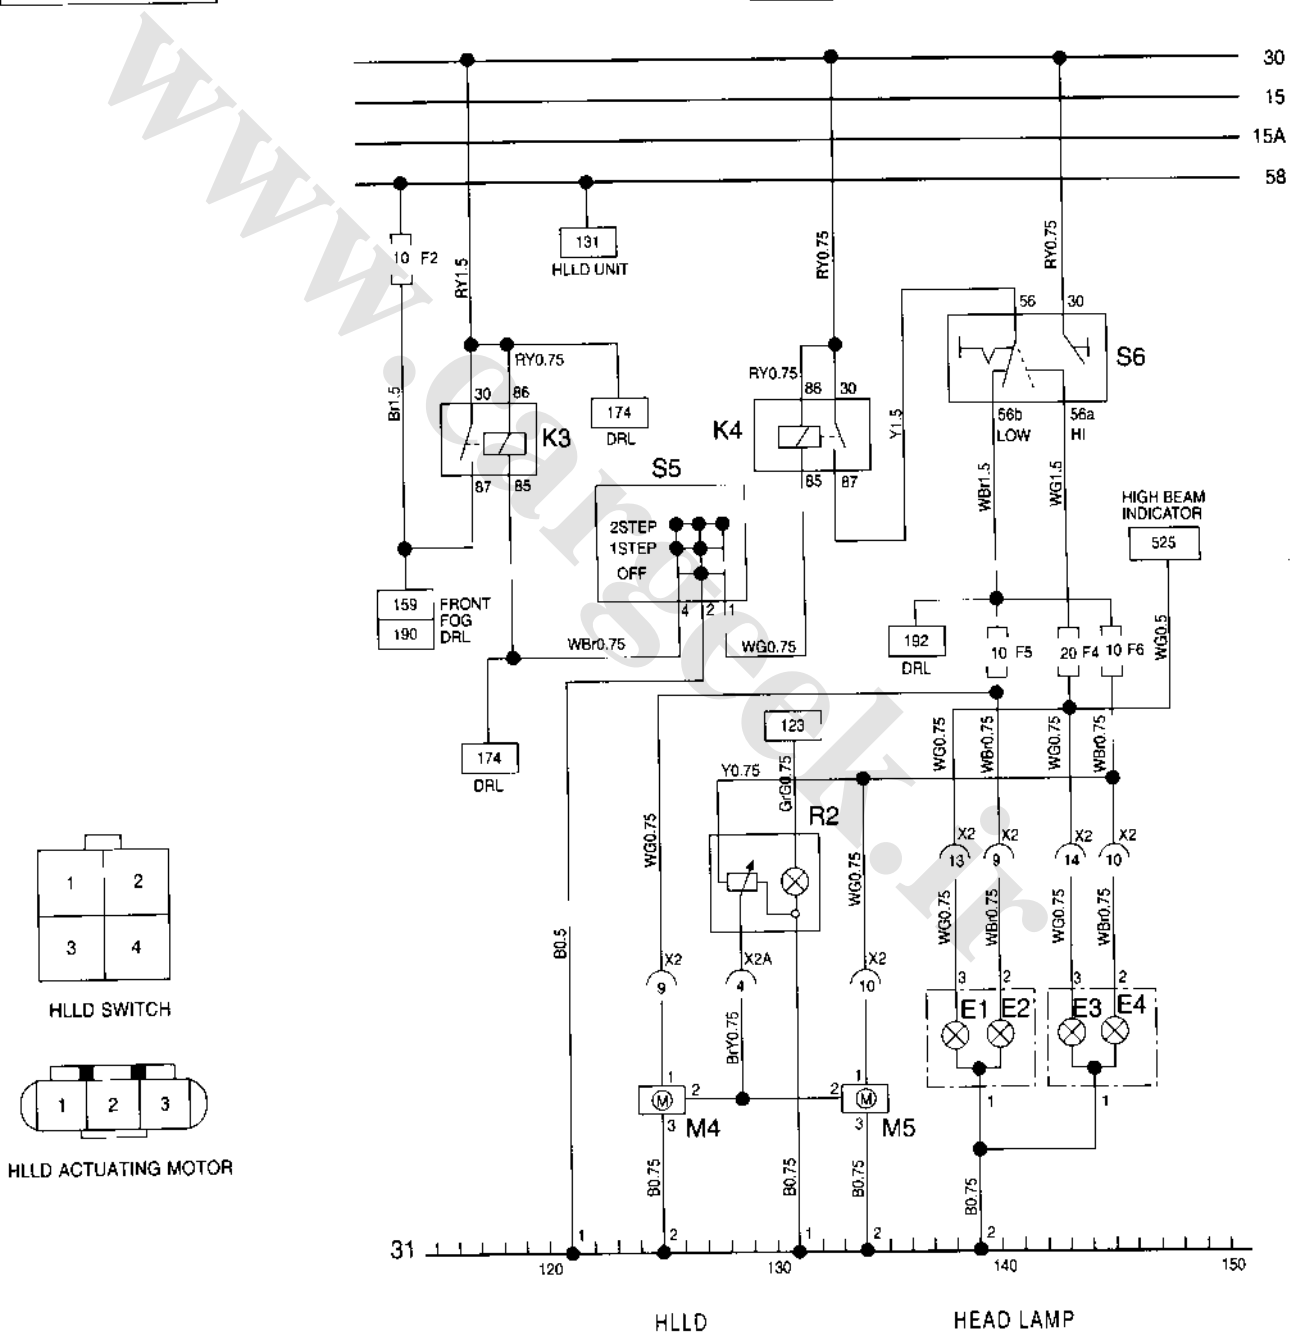 30
15
15A
58
131
HLLD UNIT
10 F2
RY1.5
RY0.75
RY0.75
Br1.5
RY0.75
30 86
K3
87 85
174
DRL
RY0.75
86 30
K4
85 87
Y1.5
56 30
S6
56b 56a
LOW HI
WBr1.5
WG1.5
HIGH BEAM
INDICATOR
525
WG0.5
S5
2STEP
1STEP
OFF
4 2 1
WBr0.75
WG0.75
159 FRONT
FOG
190 DRL
174
DRL
192
DRL
10 F5
20 F4
10 F6
123
Y0.75
GrG0.75
R2
WG0.75
WG0.75
WG0.75
WBr0.75
WG0.75
WBr0.75
X2 X2 X2 X2
13 9 14 10
WG0.75
WBr0.75
WG0.75
WBr0.75
B0.5
X2 X2A X2
9 4 10
BrY0.75
3 2 3 2
E1 E2 E3 E4
1 1
1 2 2 1
M M
3 M4 3 M5
B0.75
B0.75
B0.75
B0.75
1 2
3 4
HLLD SWITCH
1 2 3
HLLD ACTUATING MOTOR
31
1 2 1 2 2
120 130 140 150
HLLD HEAD LAMP
www.cargeek.ir